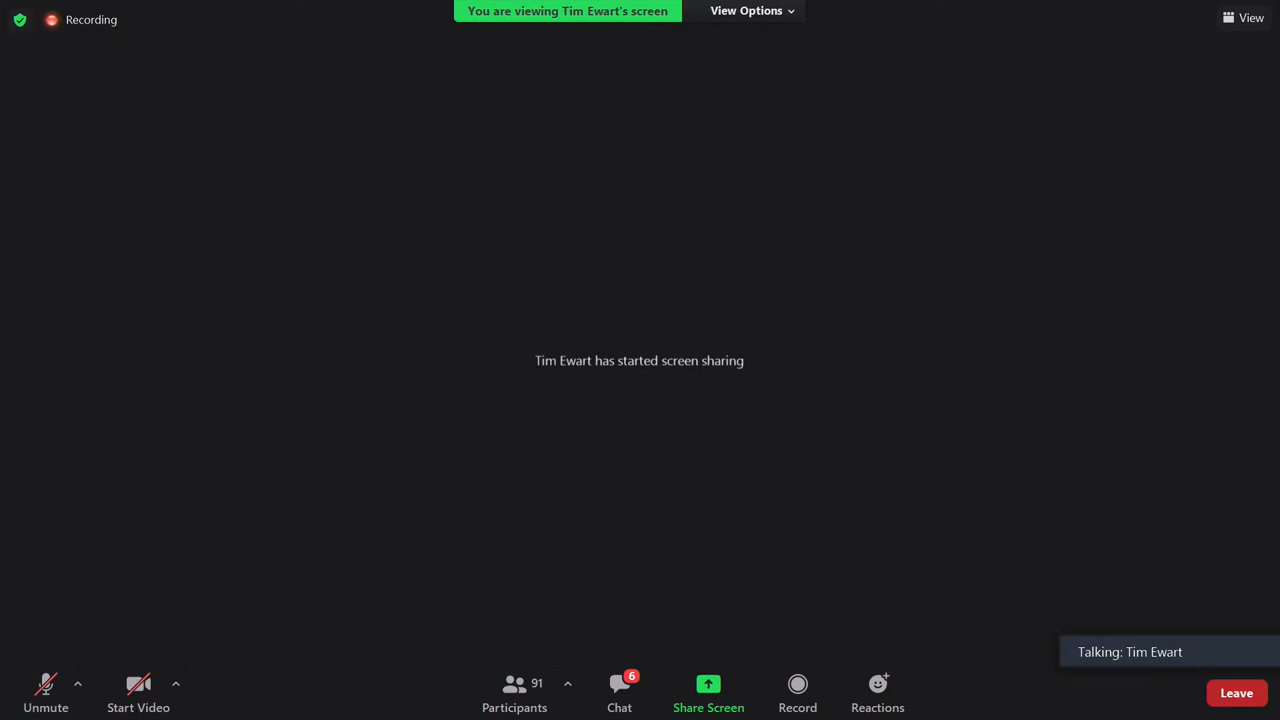 Recording
You are viewing Tim Ewart's screen
View Options
View
Tim Ewart has started screen sharing
Talking: Tim Ewart
Unmute
Start Video
91
Participants
6
Chat
Share Screen
Record
Reactions
Leave